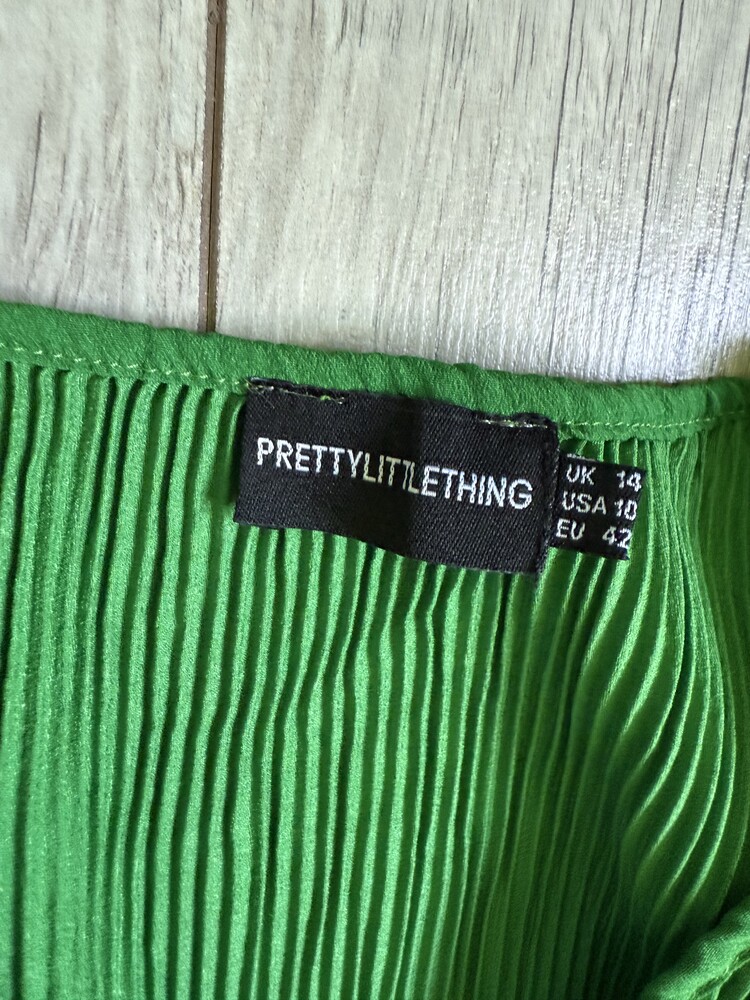 PRETTYLITTLETHING
UK 14
USA 10
EU 42